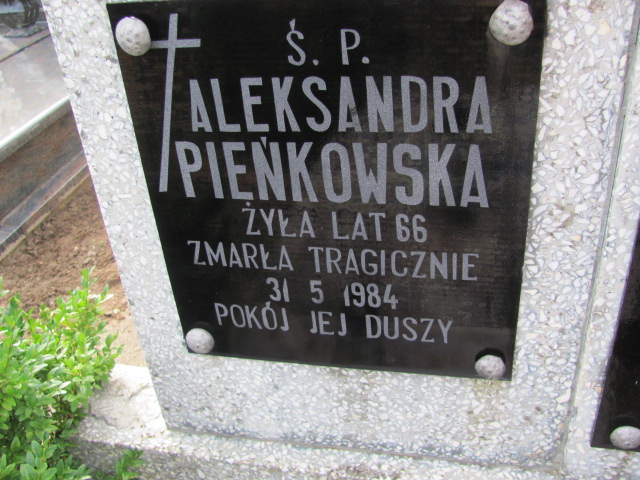 Ś. P.
ALEKSANDRA
PIEŃKOWSKA
ŻYŁA LAT 66
ZMARŁA TRAGICZNIE
31 5 1984
POKÓJ JEJ DUSZY